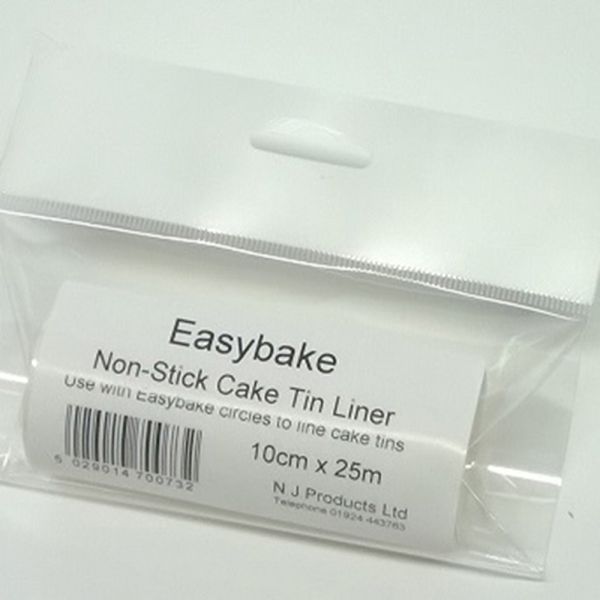 Easybake
Non-Stick Cake Tin Liner
Use with Easybake circles to line cake tins
10cm x 25m
5 029014 700732
N J Products Ltd
Telephone 01924 443763